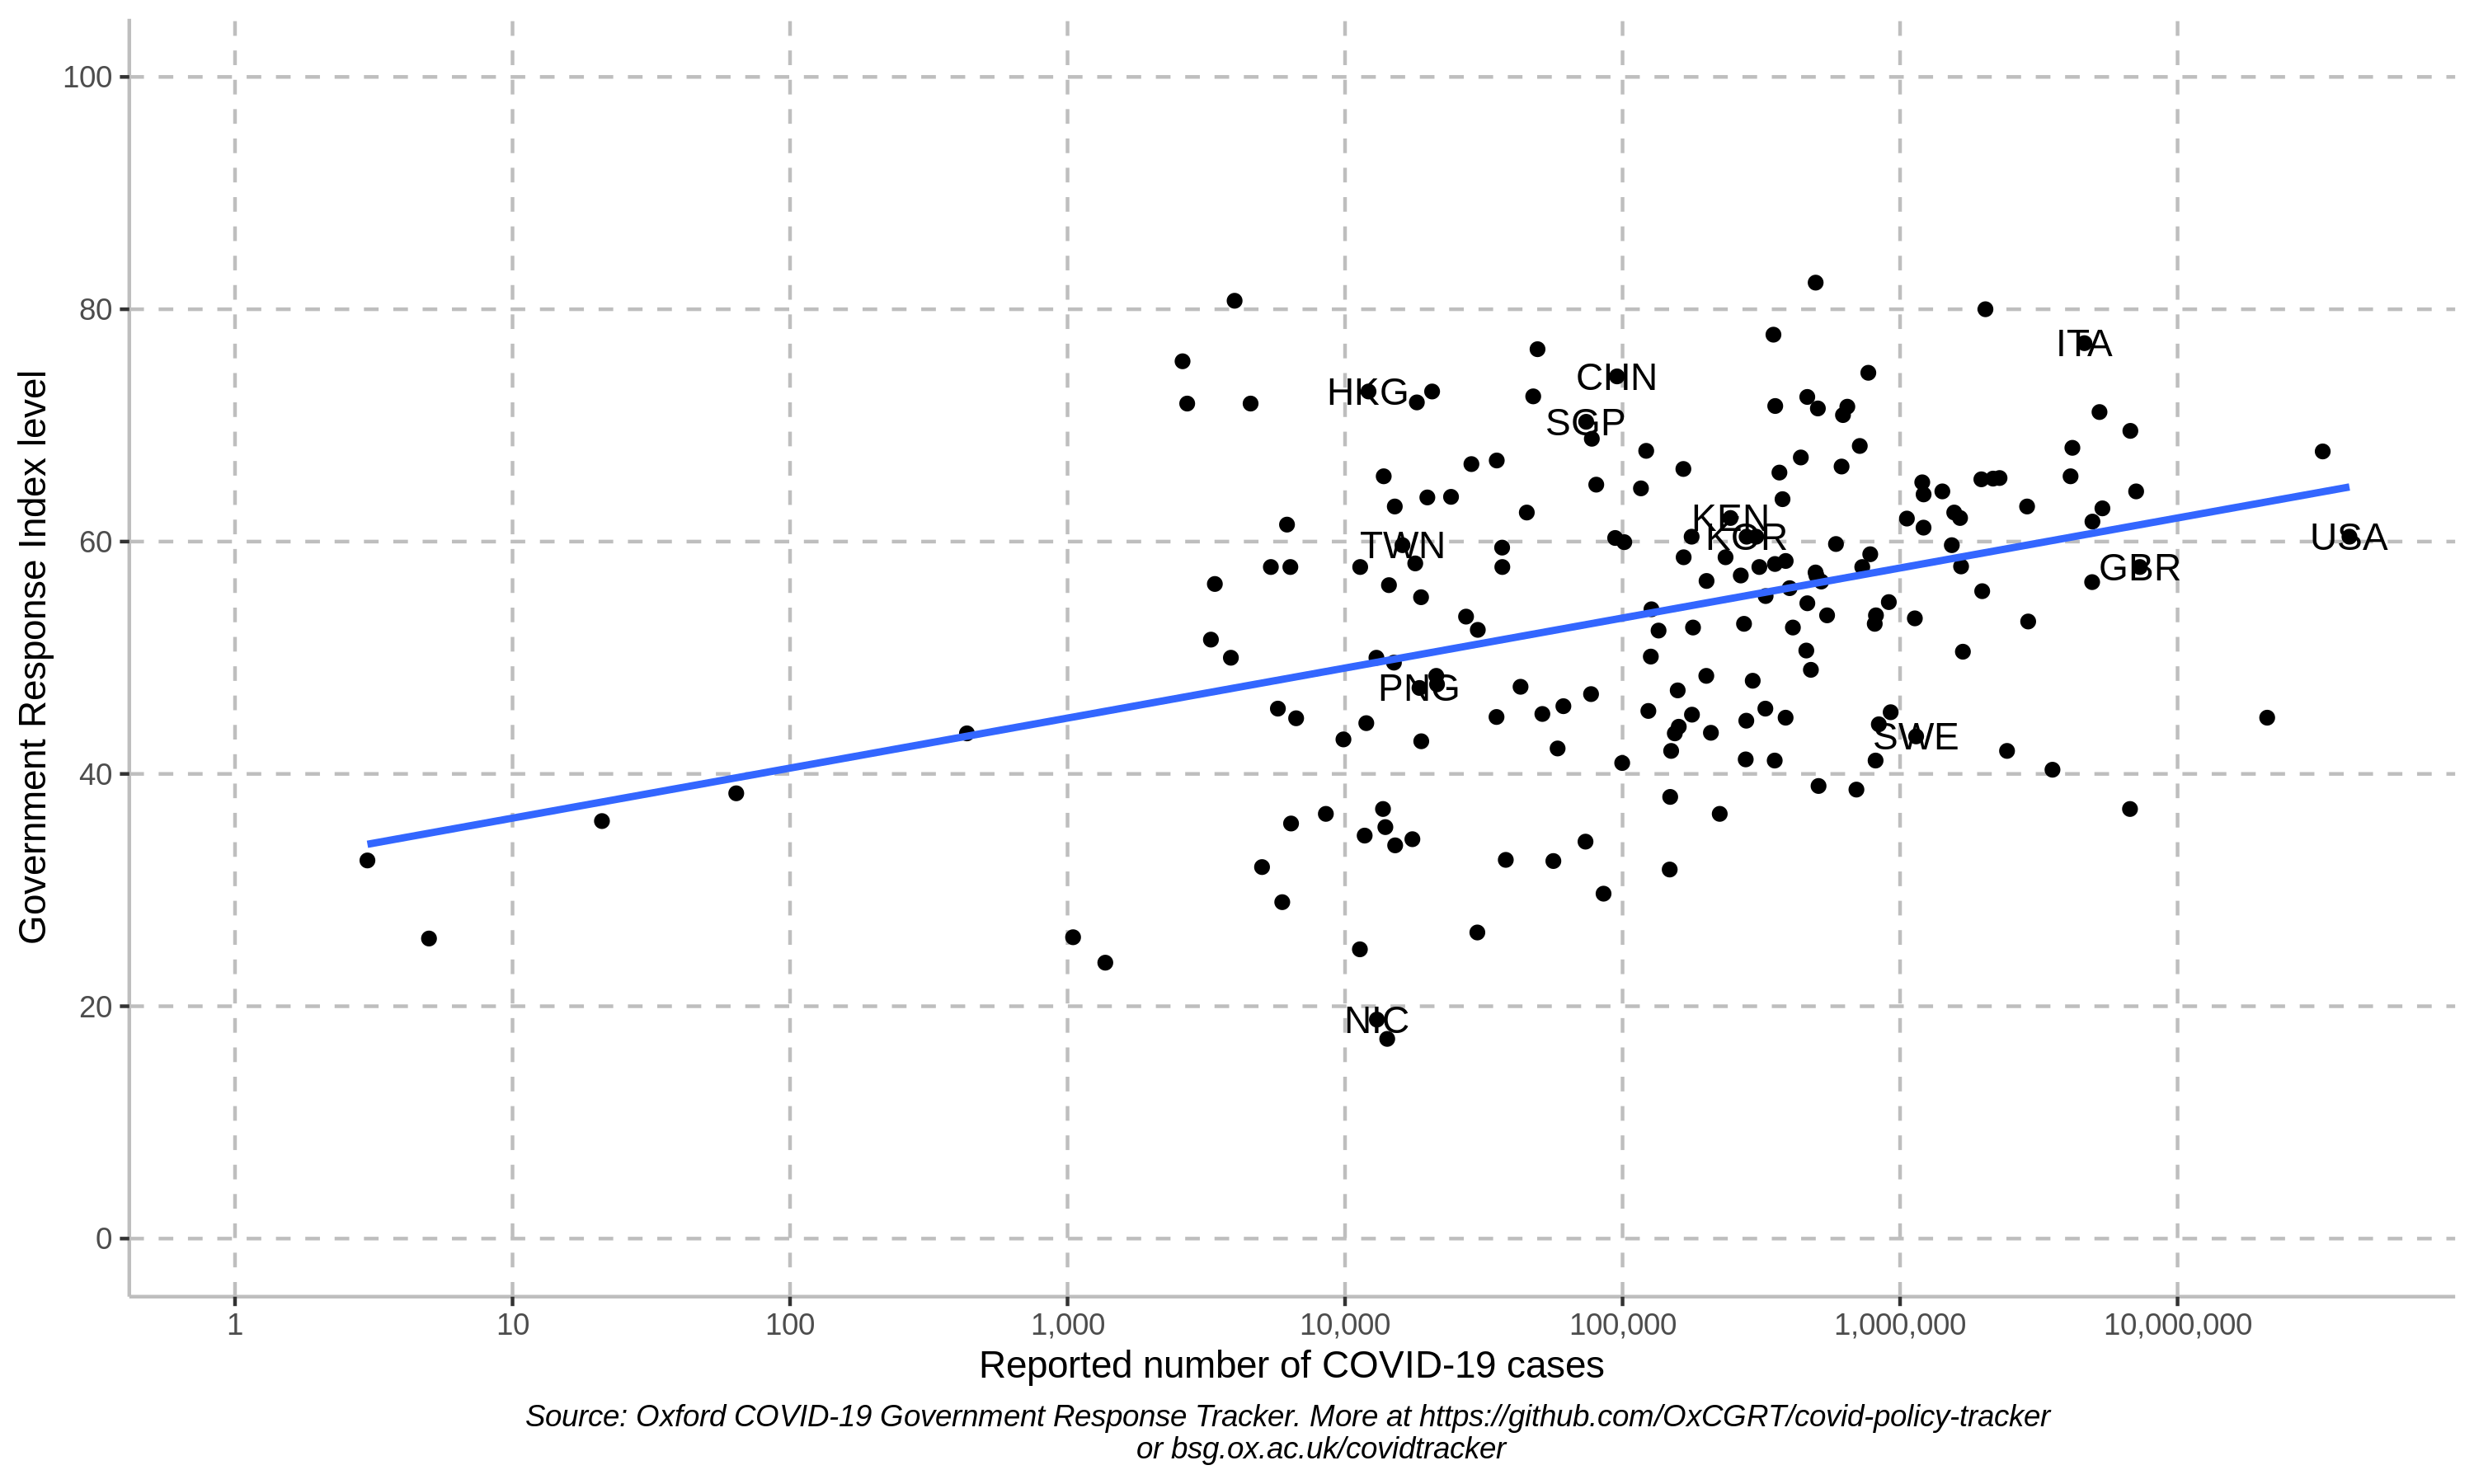 100
80
60
40
20
0
Government Response Index level
ITA
CHN
HKG
SGP
KEN
KOR
TWN
USA
GBR
PNG
SWE
NIC
1 10 100 1,000 10,000 100,000 1,000,000 10,000,000
Reported number of COVID-19 cases
Source: Oxford COVID-19 Government Response Tracker. More at https://github.com/OxCGRT/covid-policy-tracker
or bsg.ox.ac.uk/covidtracker